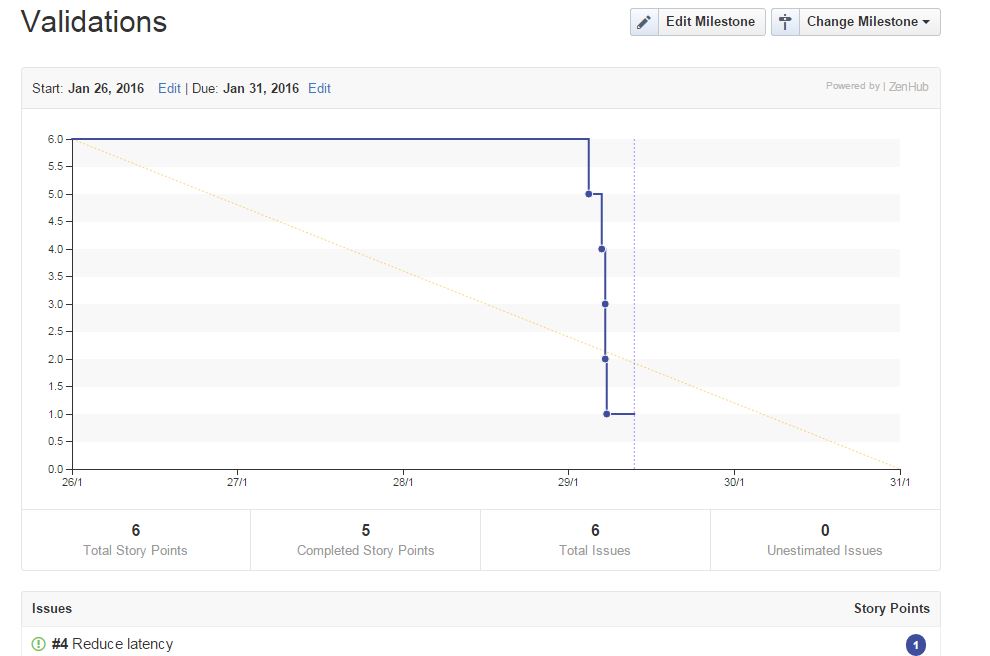 Validations
Edit Milestone
Change Milestone
Start: Jan 26, 2016 Edit | Due: Jan 31, 2016 Edit
Powered by | ZenHub
6.0
5.5
5.0
4.5
4.0
3.5
3.0
2.5
2.0
1.5
1.0
0.5
0.0
26/1 27/1 28/1 29/1 30/1 31/1
6 5 6 0
Total Story Points Completed Story Points Total Issues Unestimated Issues
Issues Story Points
#4 Reduce latency 1